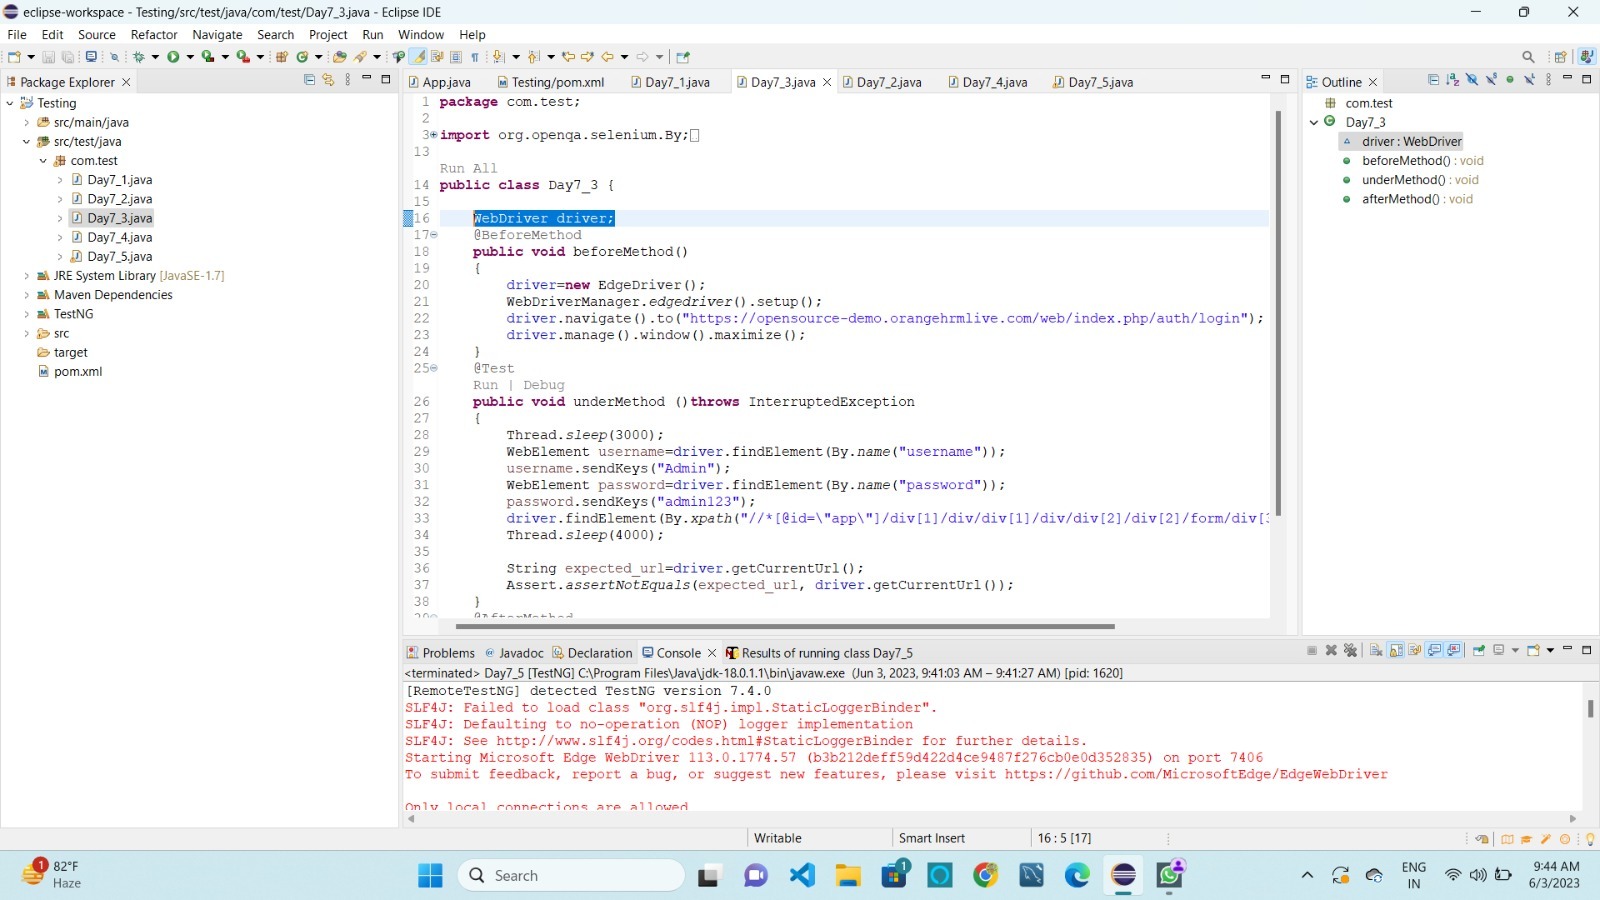 eclipse-workspace - Testing/src/test/java/com/test/Day7_3.java - Eclipse IDE
File Edit Source Refactor Navigate Search Project Run Window Help
Package Explorer
Testing
src/main/java
src/test/java
com.test
Day7_1.java
Day7_2.java
Day7_3.java
Day7_4.java
Day7_5.java
JRE System Library [JavaSE-1.7]
Maven Dependencies
TestNG
src
target
pom.xml
App.java Testing/pom.xml Day7_1.java Day7_3.java Day7_2.java Day7_4.java Day7_5.java
1 package com.test;
2
3 import org.openqa.selenium.By;
13
Run All
14 public class Day7_3 {
15
16 WebDriver driver;
17 @BeforeMethod
18 public void beforeMethod()
19 {
20 driver=new EdgeDriver();
21 WebDriverManager.edgedriver().setup();
22 driver.navigate().to("https://opensource-demo.orangehrmlive.com/web/index.php/auth/login");
23 driver.manage().window().maximize();
24 }
25 @Test
Run | Debug
26 public void underMethod ()throws InterruptedException
27 {
28 Thread.sleep(3000);
29 WebElement username=driver.findElement(By.name("username"));
30 username.sendKeys("Admin");
31 WebElement password=driver.findElement(By.name("password"));
32 password.sendKeys("admin123");
33 driver.findElement(By.xpath("//*[@id=\"app\"]/div[1]/div/div[1]/div/div[2]/div[2]/form/div[3
34 Thread.sleep(4000);
35
36 String expected_url=driver.getCurrentUrl();
37 Assert.assertNotEquals(expected_url, driver.getCurrentUrl());
38 }
@AfterMethod
Outline
com.test
Day7_3
driver : WebDriver
beforeMethod() : void
underMethod() : void
afterMethod() : void
Problems Javadoc Declaration Console Results of running class Day7_5
<terminated> Day7_5 [TestNG] C:\Program Files\Java\jdk-18.0.1.1\bin\javaw.exe (Jun 3, 2023, 9:41:03 AM – 9:41:27 AM) [pid: 1620]
[RemoteTestNG] detected TestNG version 7.4.0
SLF4J: Failed to load class "org.slf4j.impl.StaticLoggerBinder".
SLF4J: Defaulting to no-operation (NOP) logger implementation
SLF4J: See http://www.slf4j.org/codes.html#StaticLoggerBinder for further details.
Starting Microsoft Edge WebDriver 113.0.1774.57 (b3b212deff59d422d4ce9487f276cb0e0d352835) on port 7406
To submit feedback, report a bug, or suggest new features, please visit https://github.com/MicrosoftEdge/EdgeWebDriver
Only local connections are allowed
Writable Smart Insert 16 : 5 [17]
1
82°F
Haze
Search
1
ENG
IN
9:44 AM
6/3/2023